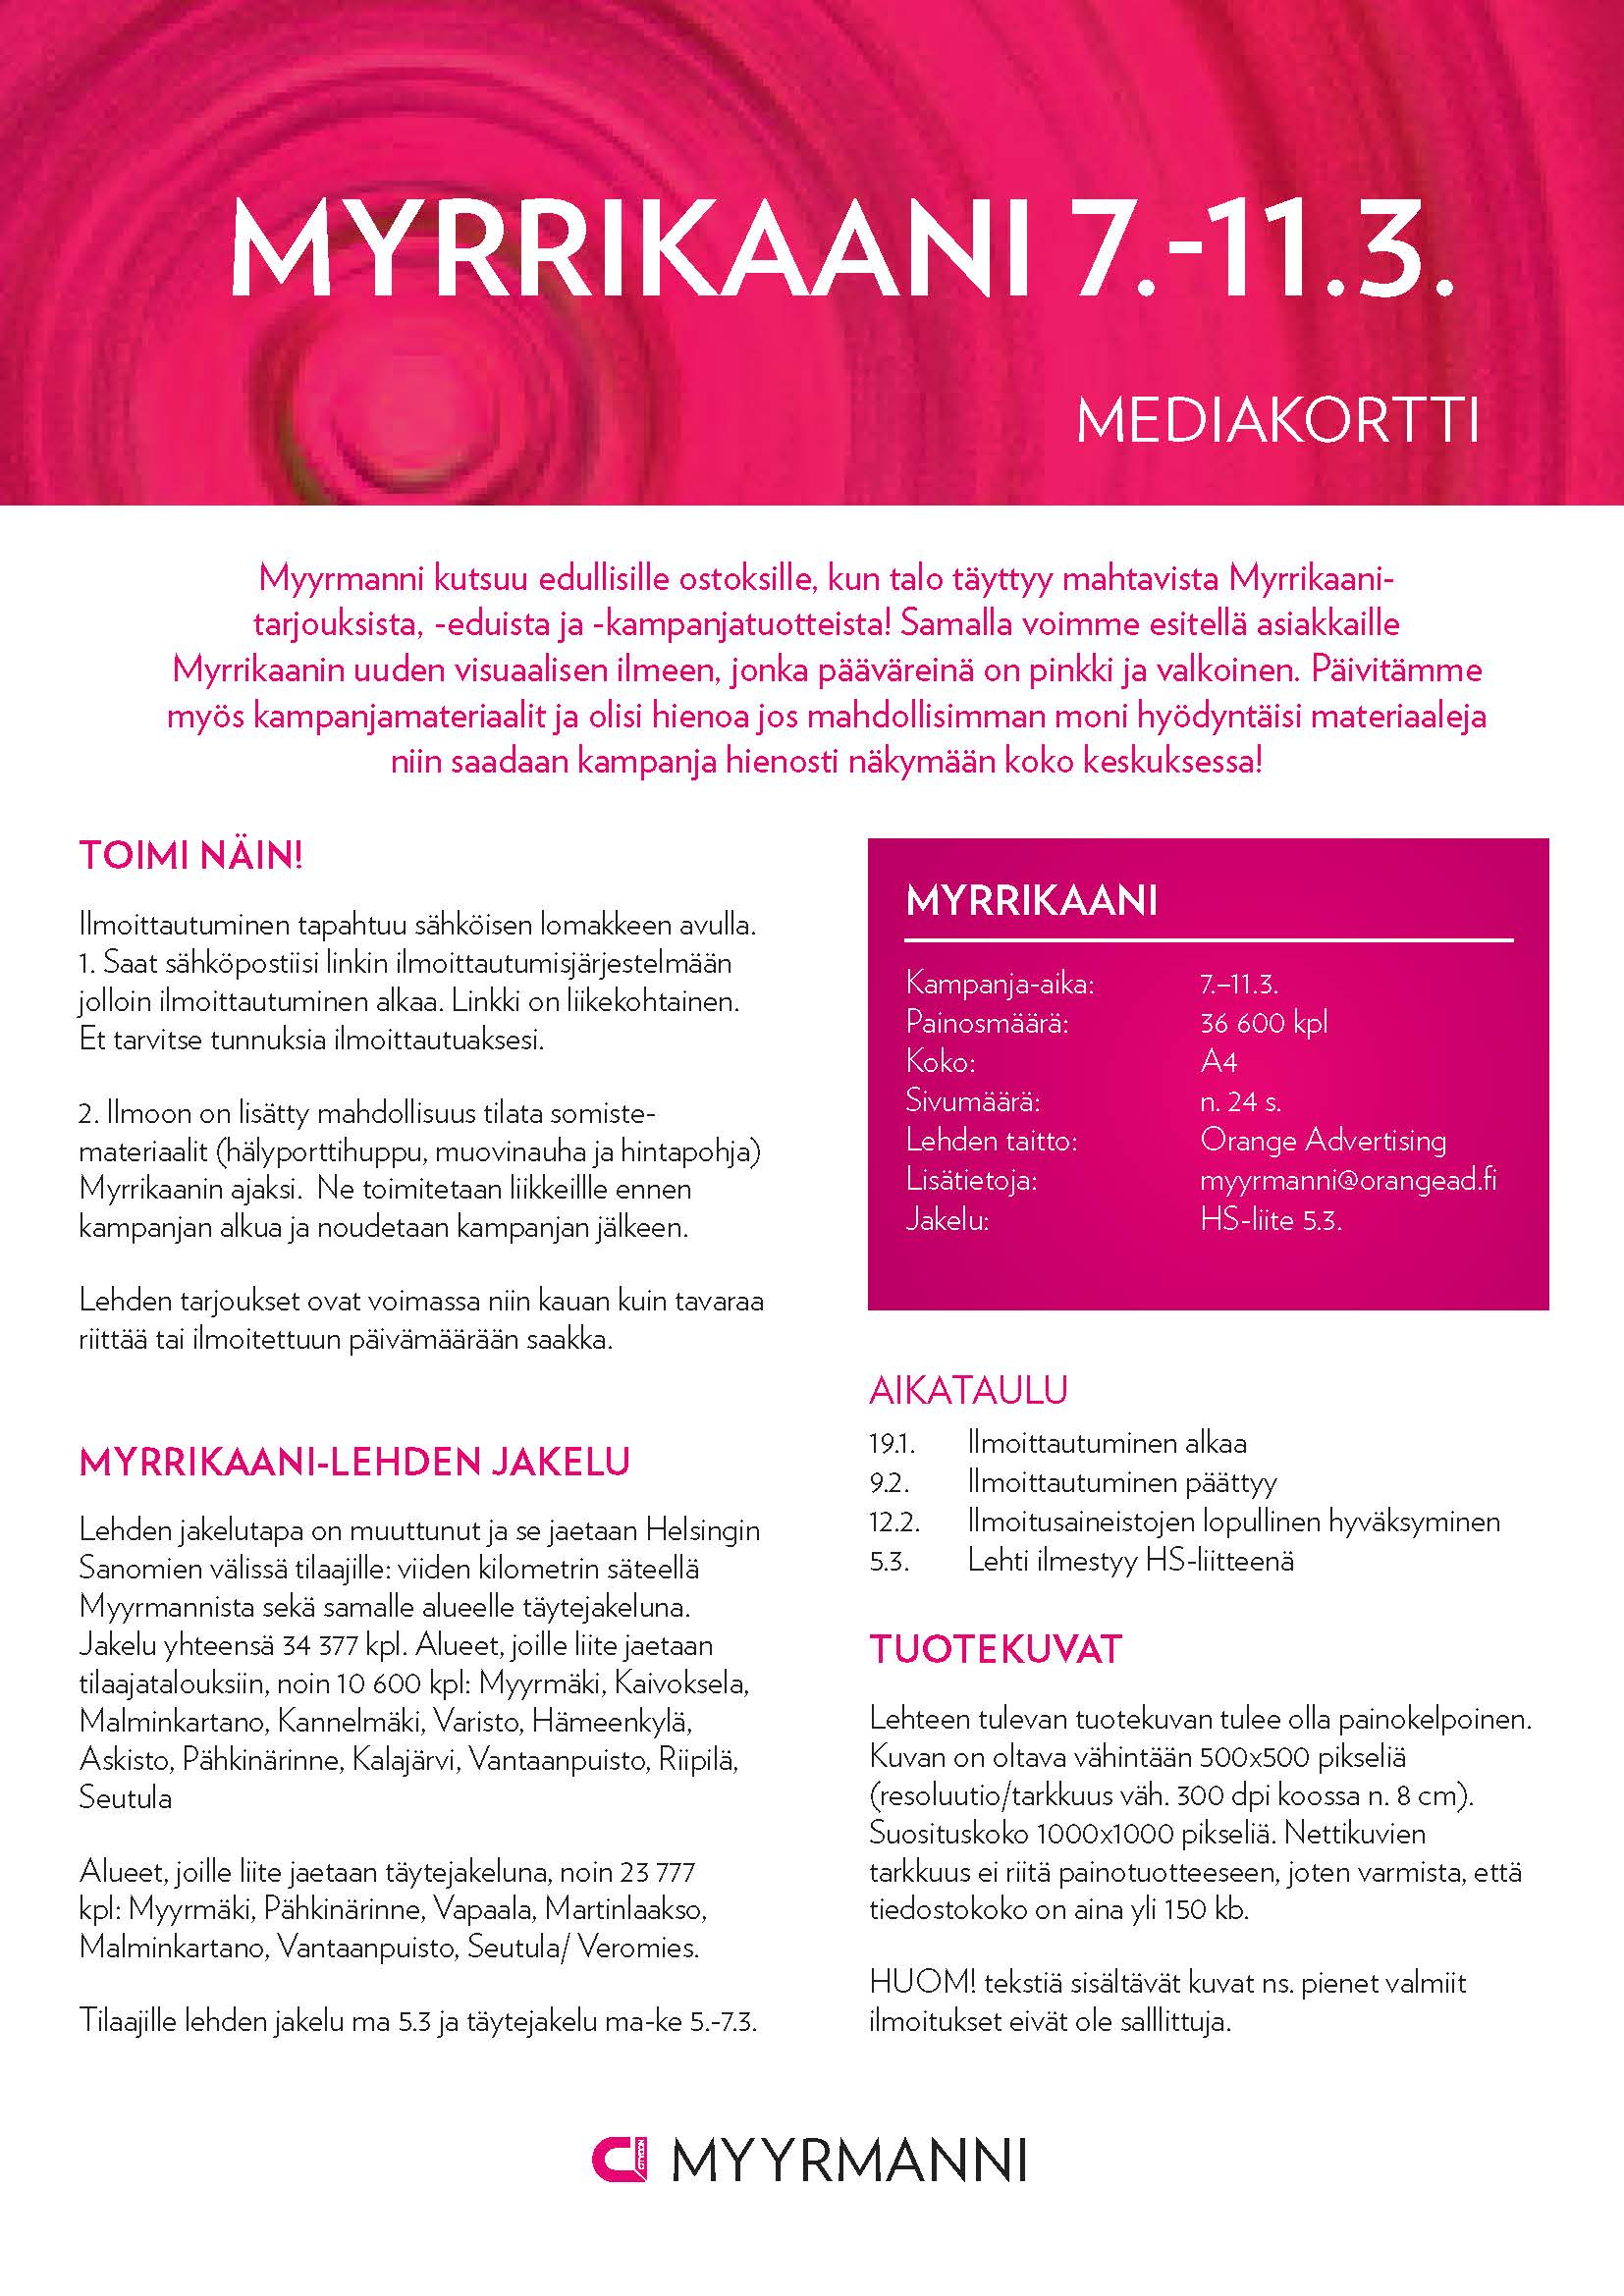 MYRRIKAANI 7.-11.3.
MEDIAKORTTI
Myyrmanni kutsuu edullisille ostoksille, kun talo täyttyy mahtavista Myrrikaani-
tarjouksista, -eduista ja -kampanjatuotteista! Samalla voimme esitellä asiakkaille
Myrrikaanin uuden visuaalisen ilmeen, jonka pääväreinä on pinkki ja valkoinen. Päivitämme
myös kampanjamateriaalit ja olisi hienoa jos mahdollisimman moni hyödyntäisi materiaaleja
niin saadaan kampanja hienosti näkymään koko keskuksessa!
TOIMI NÄIN!
Ilmoittautuminen tapahtuu sähköisen lomakkeen avulla.
1. Saat sähköpostiisi linkin ilmoittautumisjärjestelmään
jolloin ilmoittautuminen alkaa. Linkki on liikekohtainen.
Et tarvitse tunnuksia ilmoittautuaksesi.
2. Ilmoon on lisätty mahdollisuus tilata somiste-
materiaalit (hälyporttihuppu, muovinauha ja hintapohja)
Myrrikaanin ajaksi.  Ne toimitetaan liikkeillle ennen
kampanjan alkua ja noudetaan kampanjan jälkeen.
Lehden tarjoukset ovat voimassa niin kauan kuin tavaraa
riittää tai ilmoitettuun päivämäärään saakka.
MYRRIKAANI-LEHDEN JAKELU
Lehden jakelutapa on muuttunut ja se jaetaan Helsingin
Sanomien välissä tilaajille: viiden kilometrin säteellä
Myyrmannista sekä samalle alueelle täytejakeluna.
Jakelu yhteensä 34 377 kpl. Alueet, joille liite jaetaan
tilaajatalouksiin, noin 10 600 kpl: Myyrmäki, Kaivoksela,
Malminkartano, Kannelmäki, Varisto, Hämeenkylä,
Askisto, Pähkinärinne, Kalajärvi, Vantaanpuisto, Riipilä,
Seutula
Alueet, joille liite jaetaan täytejakeluna, noin 23 777
kpl: Myyrmäki, Pähkinärinne, Vapaala, Martinlaakso,
Malminkartano, Vantaanpuisto, Seutula/ Veromies.
Tilaajille lehden jakelu ma 5.3 ja täytejakelu ma-ke 5.-7.3.
MYRRIKAANI
Kampanja-aika: 7.–11.3.
Painosmäärä: 36 600 kpl
Koko: A4
Sivumäärä: n. 24 s.
Lehden taitto: Orange Advertising
Lisätietoja: myyrmanni@orangead.fi
Jakelu: HS-liite 5.3.
AIKATAULU
19.1. Ilmoittautuminen alkaa
9.2. Ilmoittautuminen päättyy
12.2. Ilmoitusaineistojen lopullinen hyväksyminen
5.3. Lehti ilmestyy HS-liitteenä
TUOTEKUVAT
Lehteen tulevan tuotekuvan tulee olla painokelpoinen.
Kuvan on oltava vähintään 500x500 pikseliä
(resoluutio/tarkkuus väh. 300 dpi koossa n. 8 cm).
Suosituskoko 1000x1000 pikseliä. Nettikuvien
tarkkuus ei riitä painotuotteeseen, joten varmista, että
tiedostokoko on aina yli 150 kb.
HUOM! tekstiä sisältävät kuvat ns. pienet valmiit
ilmoitukset eivät ole salllittuja.
CITYCON
MYYRMANNI